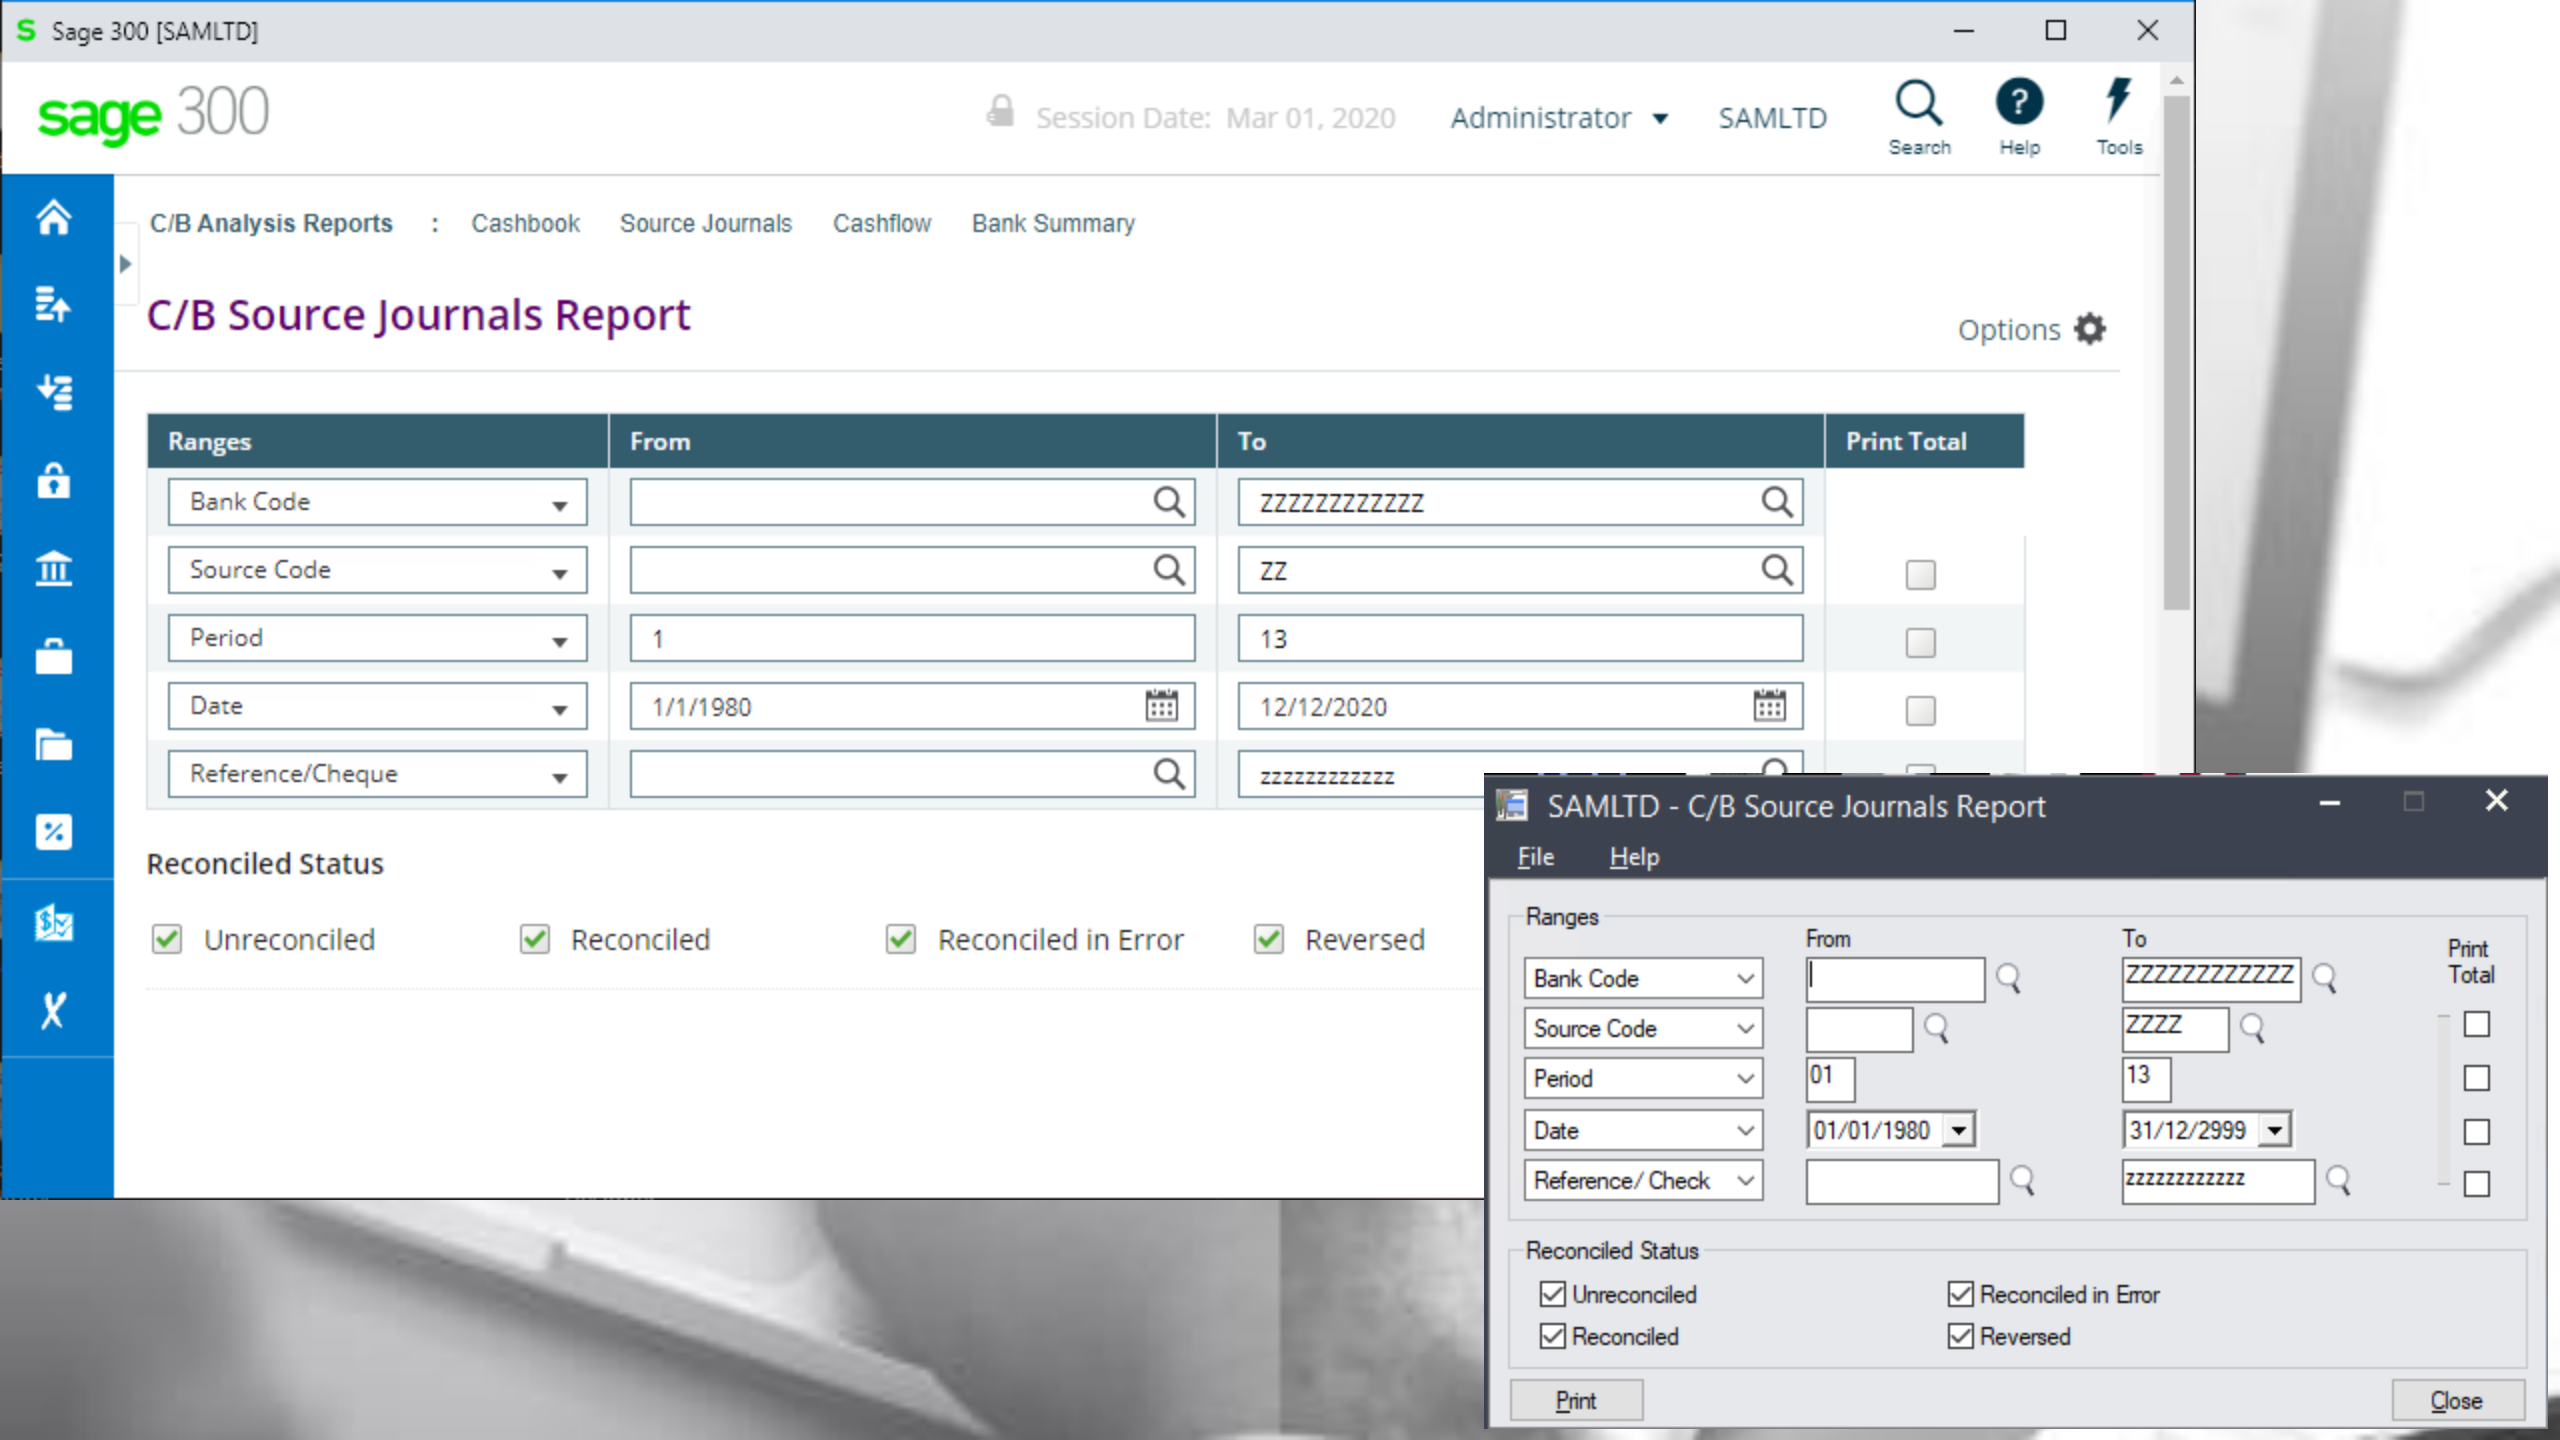 S Sage 300 [SAMLTD]
sage 300 Session Date: Mar 01, 2020 Administrator SAMLTD Search ? Help Tools
C/B Analysis Reports : Cashbook Source Journals Cashflow Bank Summary
C/B Source Journals Report
Options
Ranges From To Print Total
Bank Code ZZZZZZZZZZZZ
Source Code ZZ
Period 1 13
Date 1/1/1980 12/12/2020
Reference/Cheque zzzzzzzzzzzz
Reconciled Status
Unreconciled Reconciled Reconciled in Error Reversed
SAMLTD - C/B Source Journals Report
File Help
Ranges
From To Print Total
Bank Code ZZZZZZZZZZZZ
Source Code ZZZZ
Period 01 13
Date 01/01/1980 31/12/2999
Reference/ Check zzzzzzzzzzzz
Reconciled Status
Unreconciled Reconciled in Error
Reconciled Reversed
Print Close